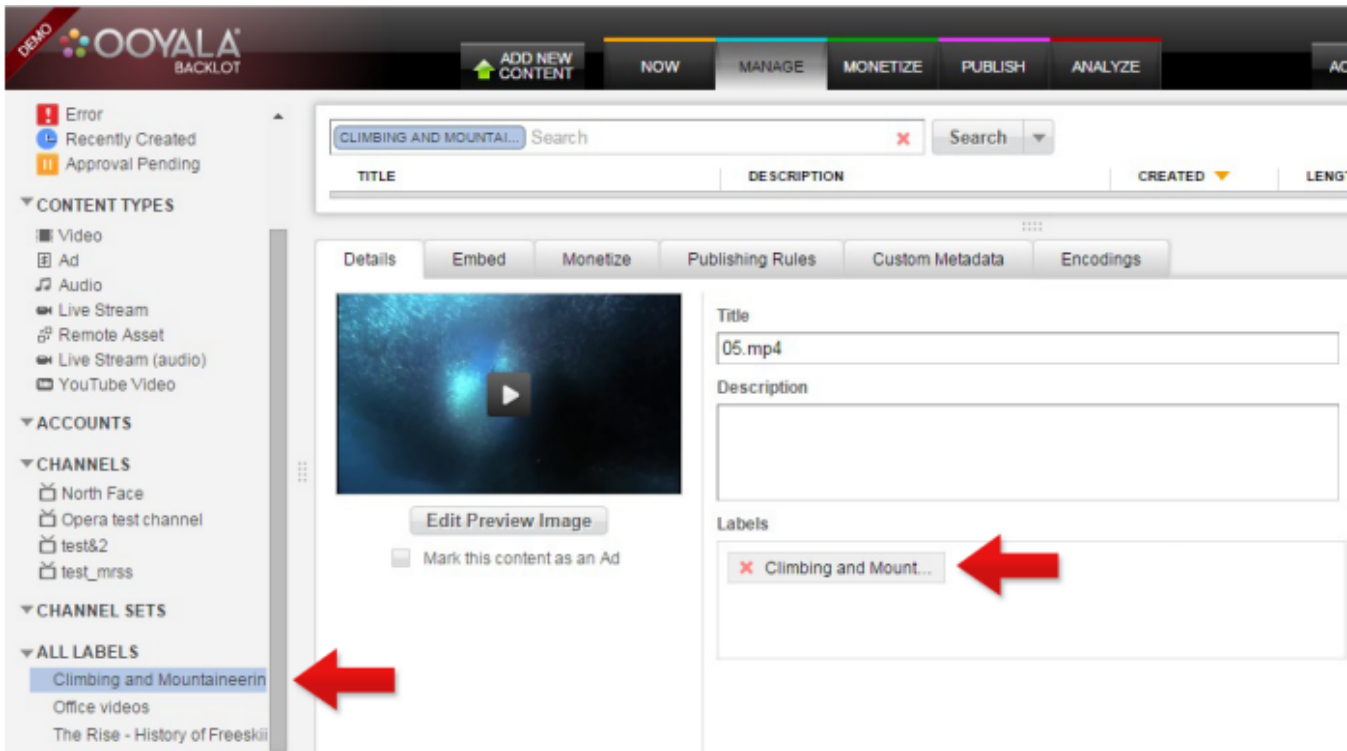 DEMO
OOYALA
BACKLOT
ADD NEW
CONTENT
NOW
MANAGE
MONETIZE
PUBLISH
ANALYZE
AC
Error
Recently Created
Approval Pending
CONTENT TYPES
Video
Ad
Audio
Live Stream
Remote Asset
Live Stream (audio)
YouTube Video
ACCOUNTS
CHANNELS
North Face
Opera test channel
test&2
test_mrss
CHANNEL SETS
ALL LABELS
Climbing and Mountaineerin
Office videos
The Rise - History of Freeskii
CLIMBING AND MOUNTAI... Search
Search
TITLE DESCRIPTION CREATED LENGT
Details Embed Monetize Publishing Rules Custom Metadata Encodings
Edit Preview Image
Mark this content as an Ad
Title
05.mp4
Description
Labels
Climbing and Mount...